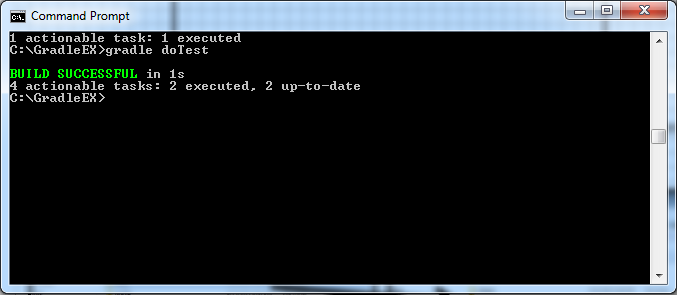 Command Prompt
1 actionable task: 1 executed
C:\GradleEX>gradle doTest
BUILD SUCCESSFUL in 1s
4 actionable tasks: 2 executed, 2 up-to-date
C:\GradleEX>